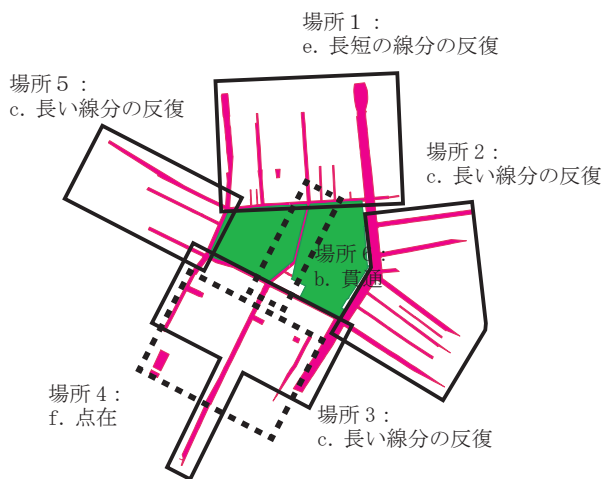 場所１：
e. 長短の線分の反復
場所５：
c. 長い線分の反復
場所２：
c. 長い線分の反復
場所６：
b. 貫通
場所４：
f. 点在
場所３：
c. 長い線分の反復